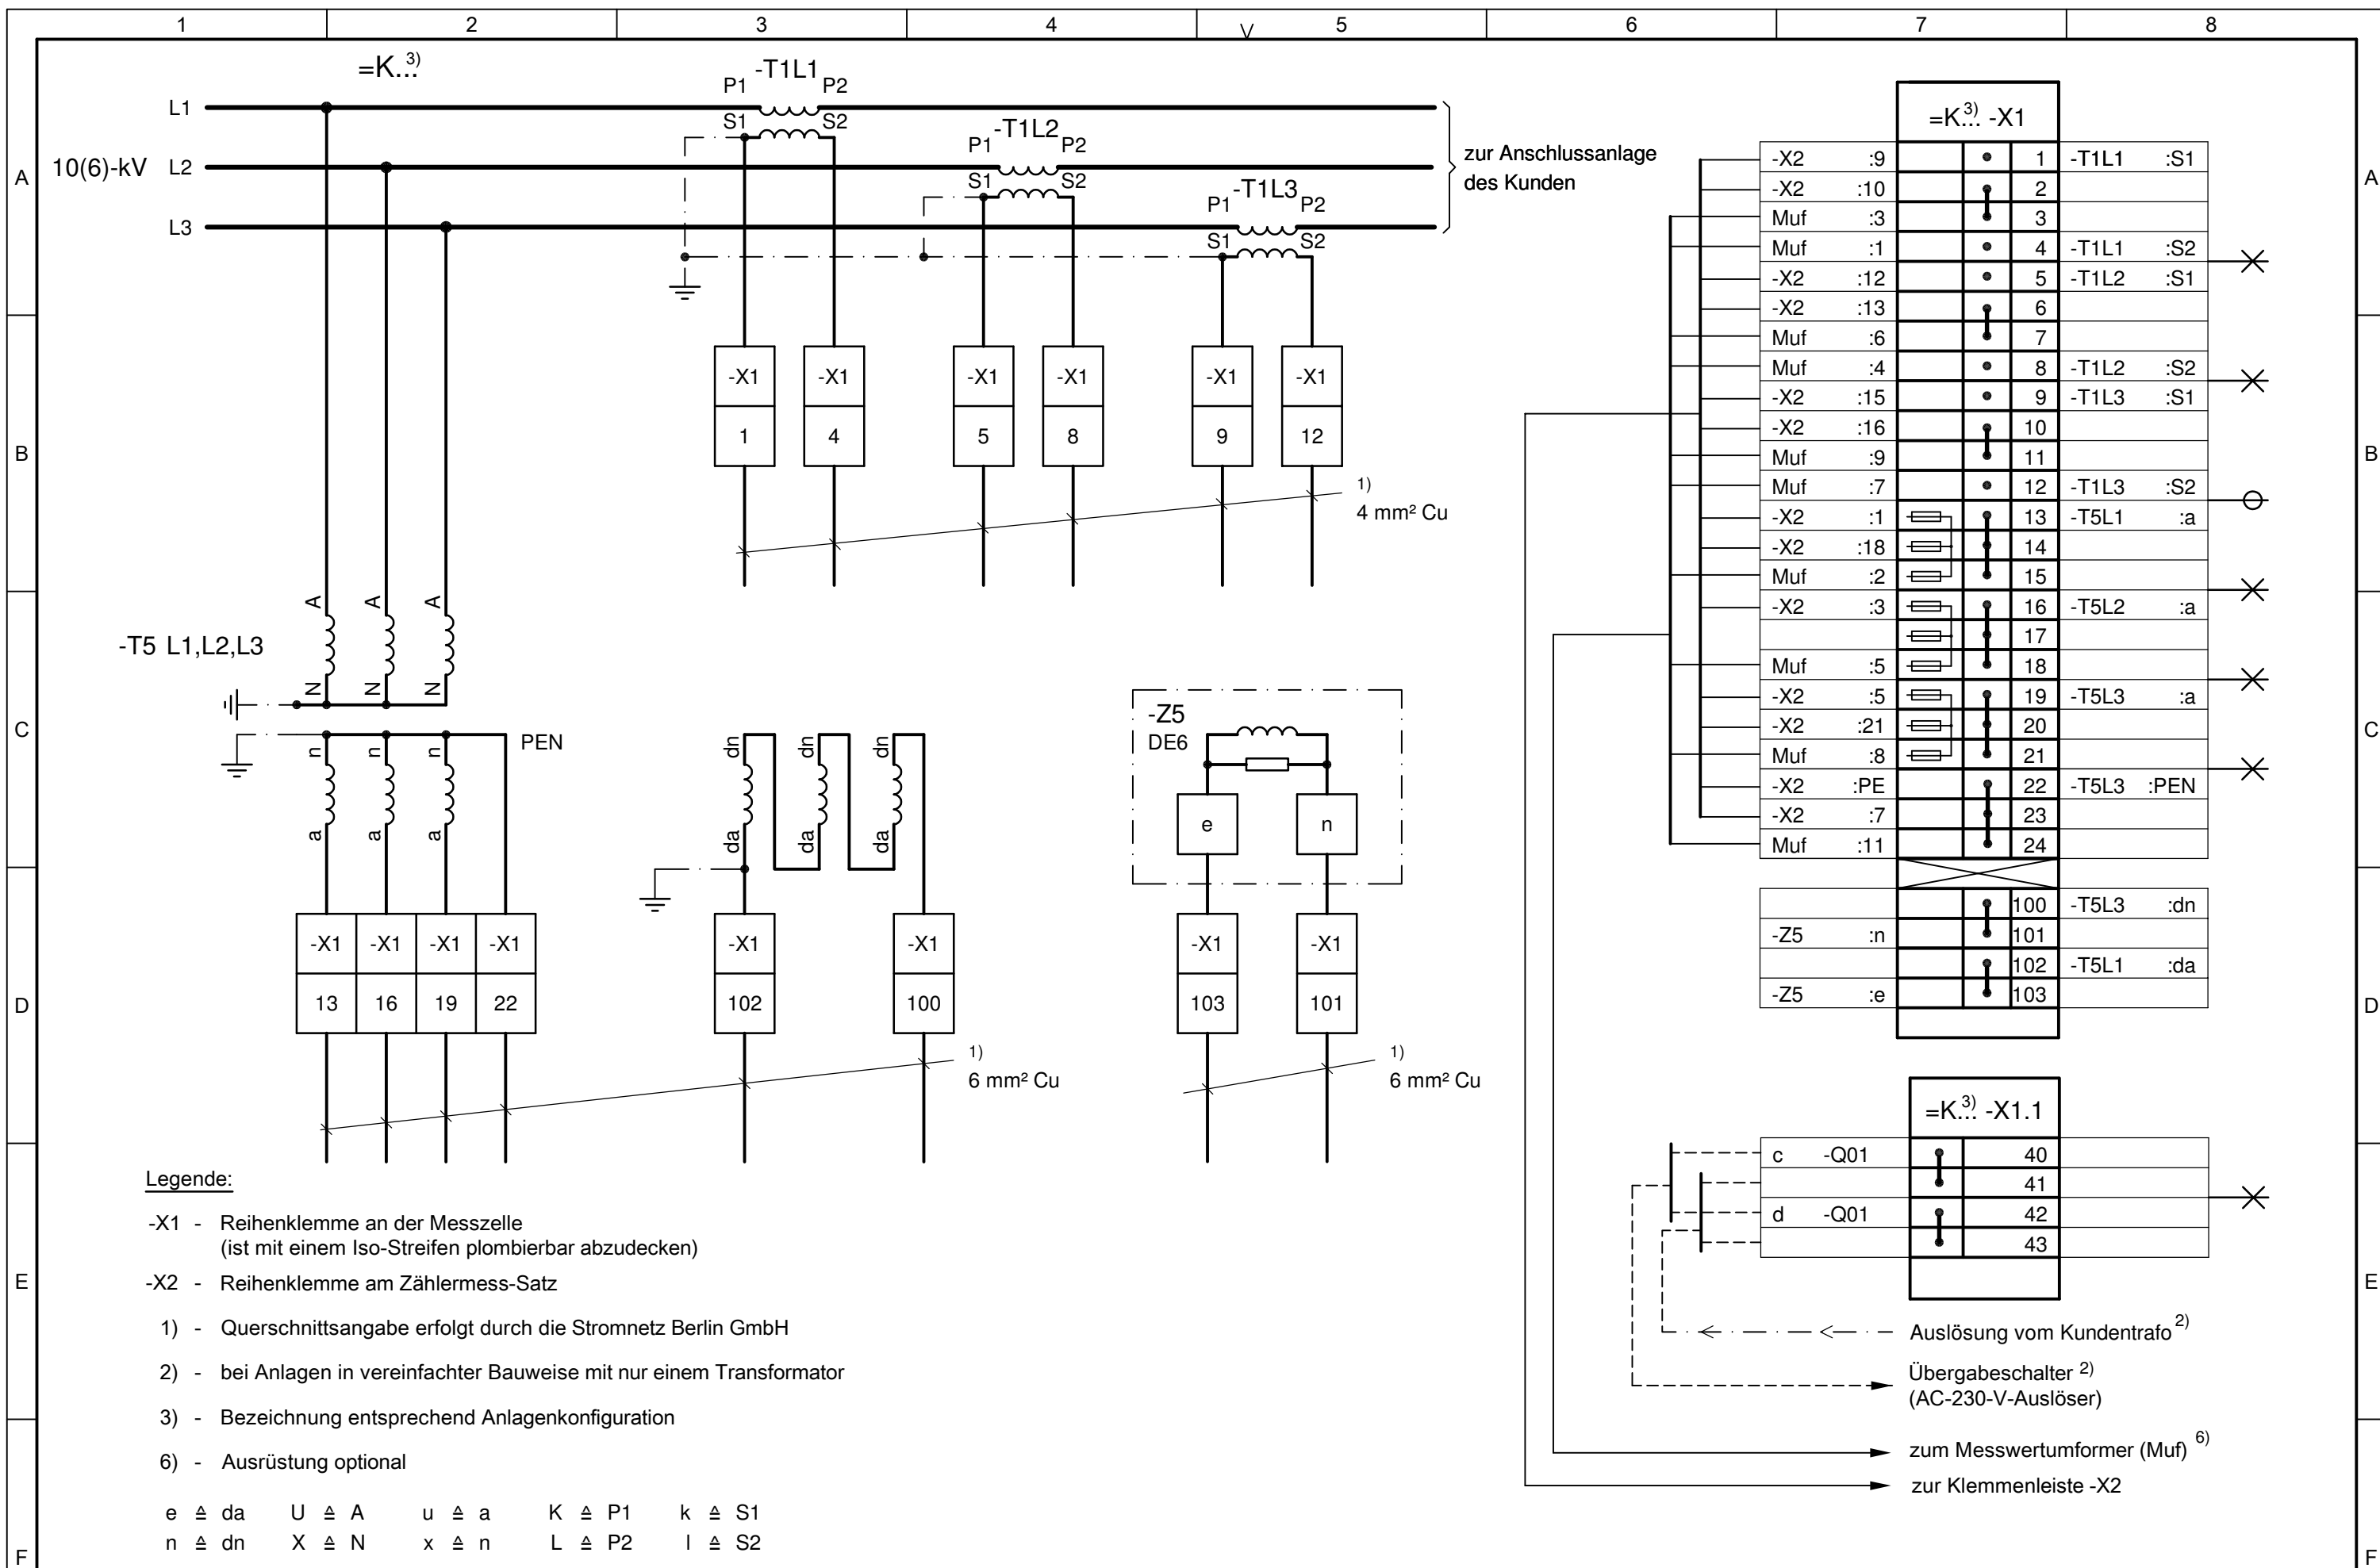 1 2 3 4 5 6 7 8
A A
B B
C C
D D
E E
F F
=K...3)
-T1L1
P1 P2
L1
S1 S2
-T1L2
P1 P2
10(6)-kV L2
S1 S2
-T1L3
P1 P2
L3
S1 S2
zur Anschlussanlage
des Kunden
-X1 -X1 -X1 -X1 -X1 -X1
1 4 5 8 9 12
1)
4 mm² Cu
A A A
-T5 L1,L2,L3
N N N
n n n PEN
a a a
dn dn dn
da da da
-Z5
DE6
e n
-X1 -X1 -X1 -X1 -X1 -X1 -X1 -X1
13 16 19 22 102 100 103 101
1)
6 mm² Cu
1)
6 mm² Cu
=K...3) -X1
-X2 :9 1 -T1L1 :S1
-X2 :10 2
Muf :3 3
Muf :1 4 -T1L1 :S2
-X2 :12 5 -T1L2 :S1
-X2 :13 6
Muf :6 7
Muf :4 8 -T1L2 :S2
-X2 :15 9 -T1L3 :S1
-X2 :16 10
Muf :9 11
Muf :7 12 -T1L3 :S2
-X2 :1 13 -T5L1 :a
-X2 :18 14
Muf :2 15
-X2 :3 16 -T5L2 :a
17
Muf :5 18
-X2 :5 19 -T5L3 :a
-X2 :21 20
Muf :8 21
-X2 :PE 22 -T5L3 :PEN
-X2 :7 23
Muf :11 24
100 -T5L3 :dn
-Z5 :n 101
102 -T5L1 :da
-Z5 :e 103
=K...3) -X1.1
c -Q01 40
41
d -Q01 42
43
Auslösung vom Kundentrafo 2)
Übergabeschalter 2)
(AC-230-V-Auslöser)
zum Messwertumformer (Muf) 6)
zur Klemmenleiste -X2
Legende:
-X1 - Reihenklemme an der Messzelle
(ist mit einem Iso-Streifen plombierbar abzudecken)
-X2 - Reihenklemme am Zählermess-Satz
1) - Querschnittsangabe erfolgt durch die Stromnetz Berlin GmbH
2) - bei Anlagen in vereinfachter Bauweise mit nur einem Transformator
3) - Bezeichnung entsprechend Anlagenkonfiguration
6) - Ausrüstung optional
e ≙ da U ≙ A u ≙ a K ≙ P1 k ≙ S1
n ≙ dn X ≙ N x ≙ n L ≙ P2 l ≙ S2